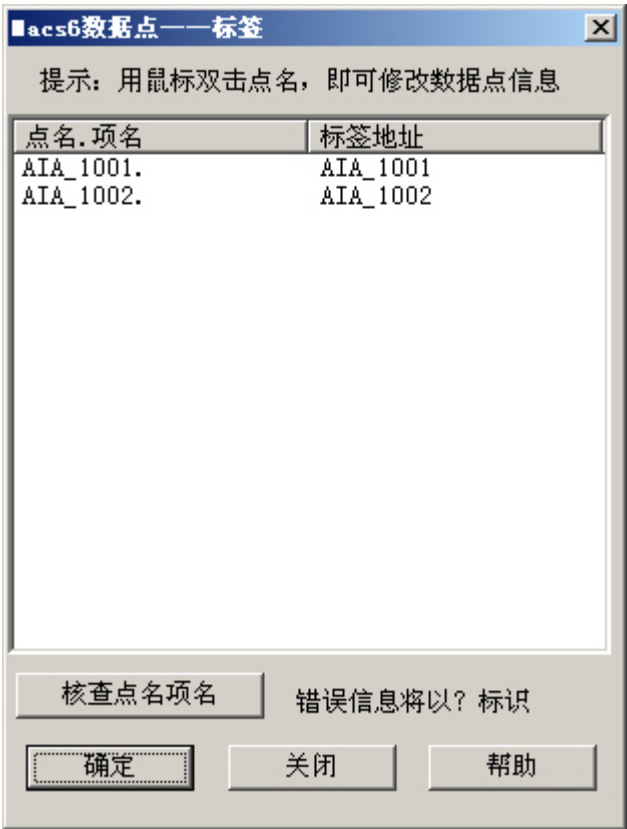 macs6数据点——标签
提示：用鼠标双击点名，即可修改数据点信息
点名.项名 标签地址
AIA_1001. AIA_1001
AIA_1002. AIA_1002
核查点名项名 错误信息将以？标识
确定 关闭 帮助